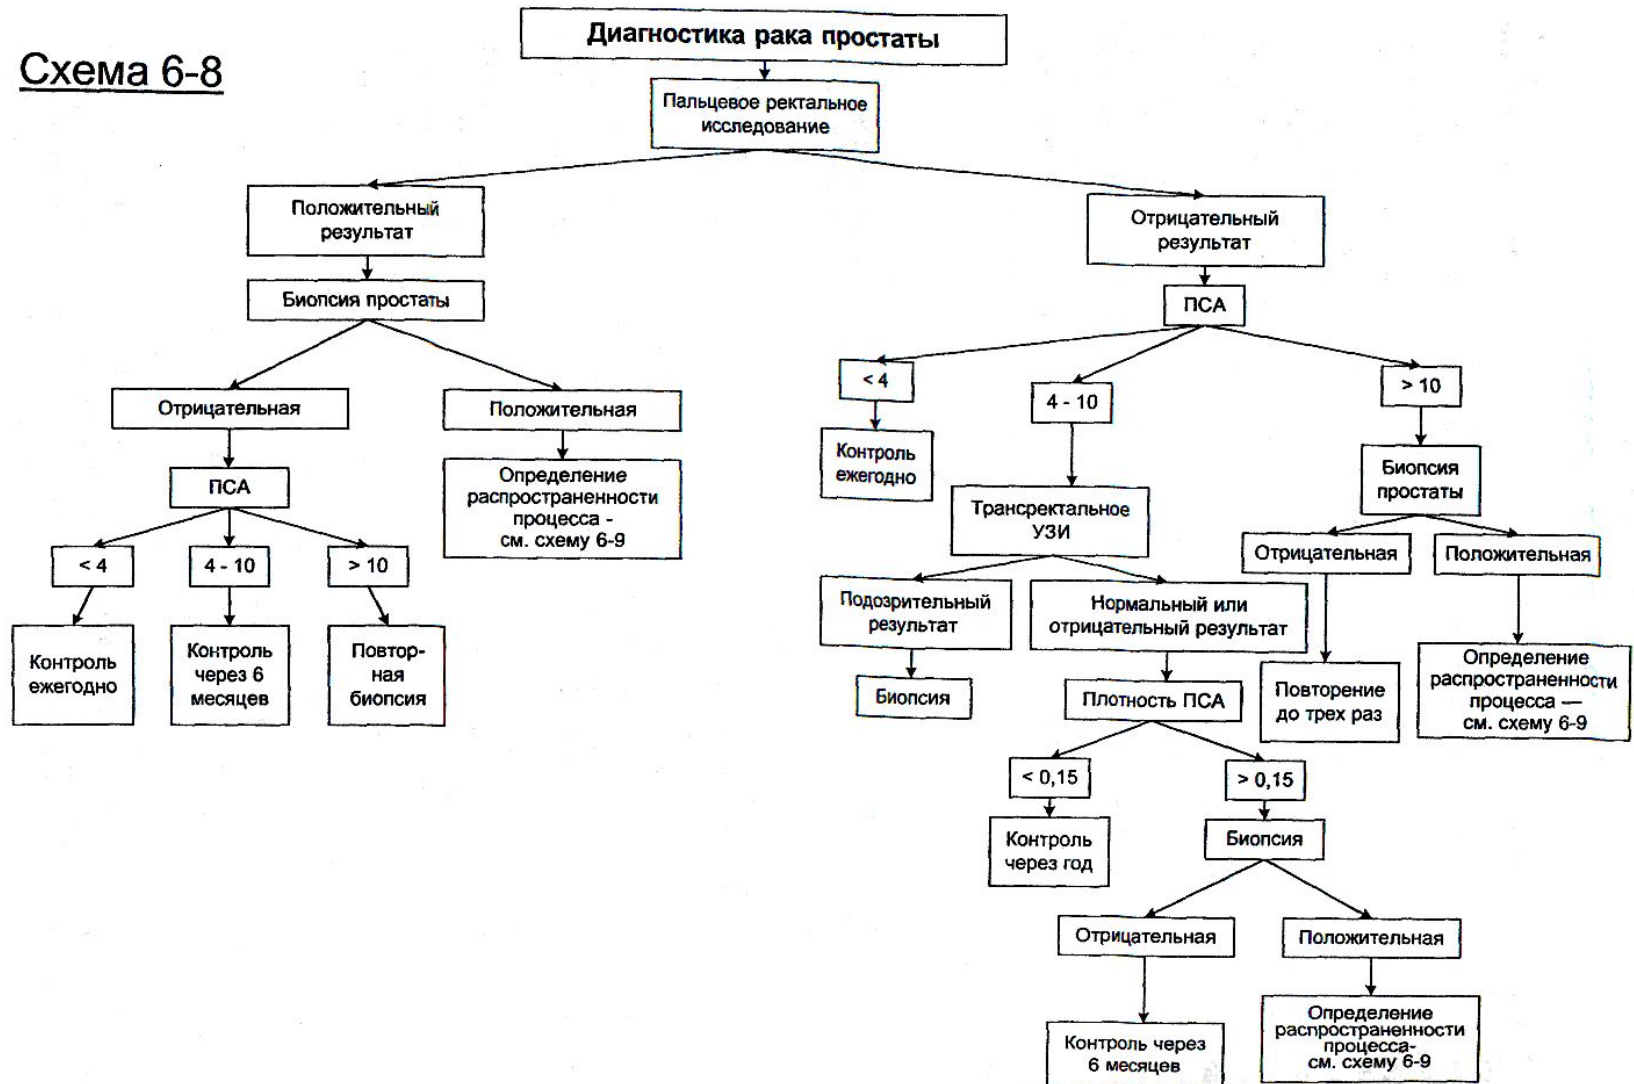 Диагностика рака простаты
Схема 6-8
Пальцевое ректальное
исследование
Положительный
результат
Отрицательный
результат
Биопсия простаты
ПСА
Отрицательная
Положительная
< 4
4 - 10
> 10
ПСА
Определение
распространенности
процесса -
см. схему 6-9
Контроль
ежегодно
Биопсия
простаты
Трансректальное
УЗИ
< 4
4 - 10
> 10
Отрицательная
Положительная
Контроль
ежегодно
Контроль
через 6
месяцев
Повтор-
ная
биопсия
Подозрительный
результат
Нормальный или
отрицательный результат
Повторение
до трех раз
Определение
распространенности
процесса —
см. схему 6-9
Биопсия
Плотность ПСА
< 0,15
> 0,15
Контроль
через год
Биопсия
Отрицательная
Положительная
Контроль через
6 месяцев
Определение
распространенности
процесса-
см. схему 6-9